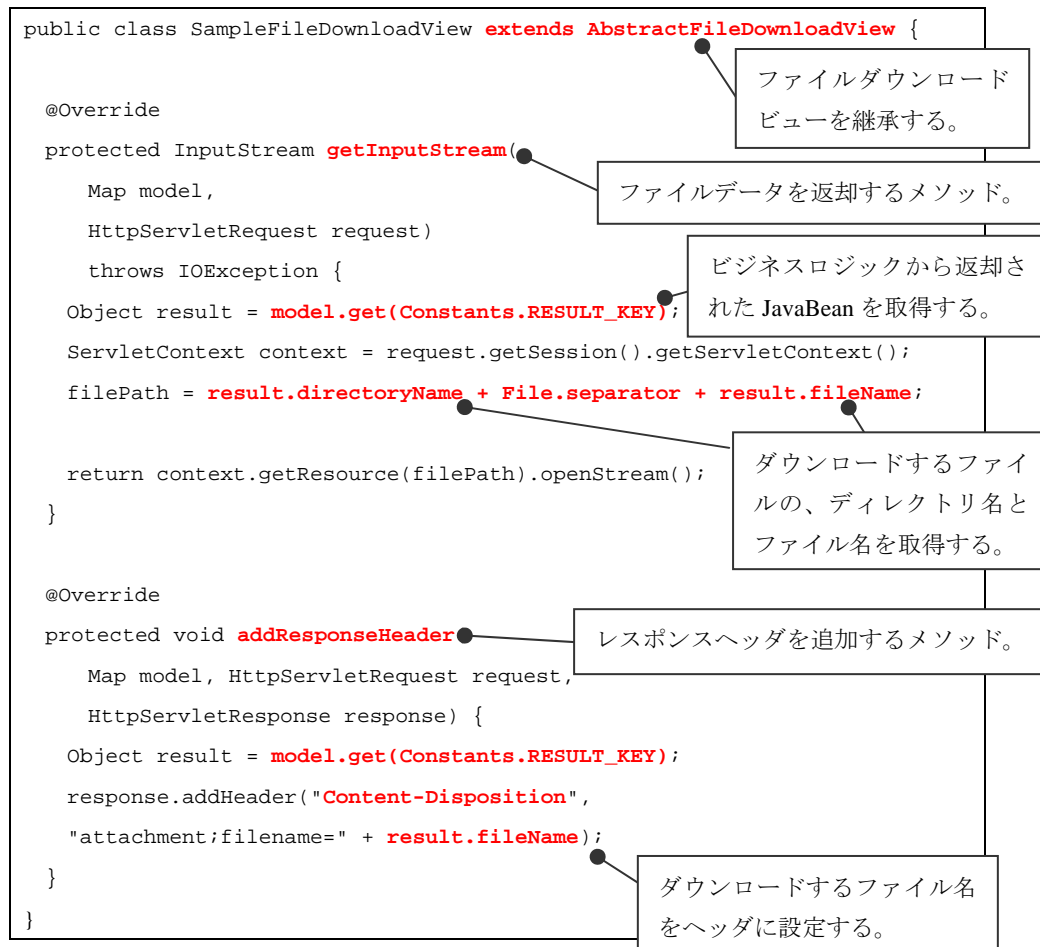 public class SampleFileDownloadView extends AbstractFileDownloadView {
ファイルダウンロード
ビューを継承する。
@Override
protected InputStream getInputStream(
ファイルデータを返却するメソッド。
Map model,
HttpServletRequest request)
throws IOException {
ビジネスロジックから返却さ
れた JavaBean を取得する。
Object result = model.get(Constants.RESULT_KEY);
ServletContext context = request.getSession().getServletContext();
filePath = result.directoryName + File.separator + result.fileName;
ダウンロードするファイ
ルの、ディレクトリ名と
ファイル名を取得する。
return context.getResource(filePath).openStream();
}
@Override
protected void addResponseHeader
レスポンスヘッダを追加するメソッド。
Map model, HttpServletRequest request,
HttpServletResponse response) {
Object result = model.get(Constants.RESULT_KEY);
response.addHeader("Content-Disposition",
"attachment;filename=" + result.fileName);
ダウンロードするファイル名
をヘッダに設定する。
}
}